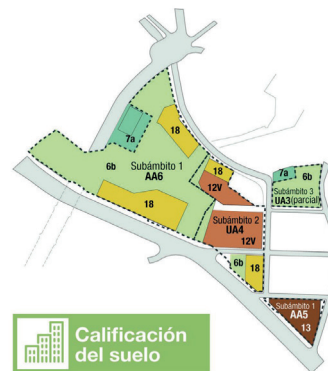 7a
18
18
6b
Subámbito 1
AA6
12V
7a
6b
Subámbito 3
UA3(parcial)
18
Subámbito 2
UA4
12V
6b
18
Subámbito 1
AA5
13
Calificación
del suelo